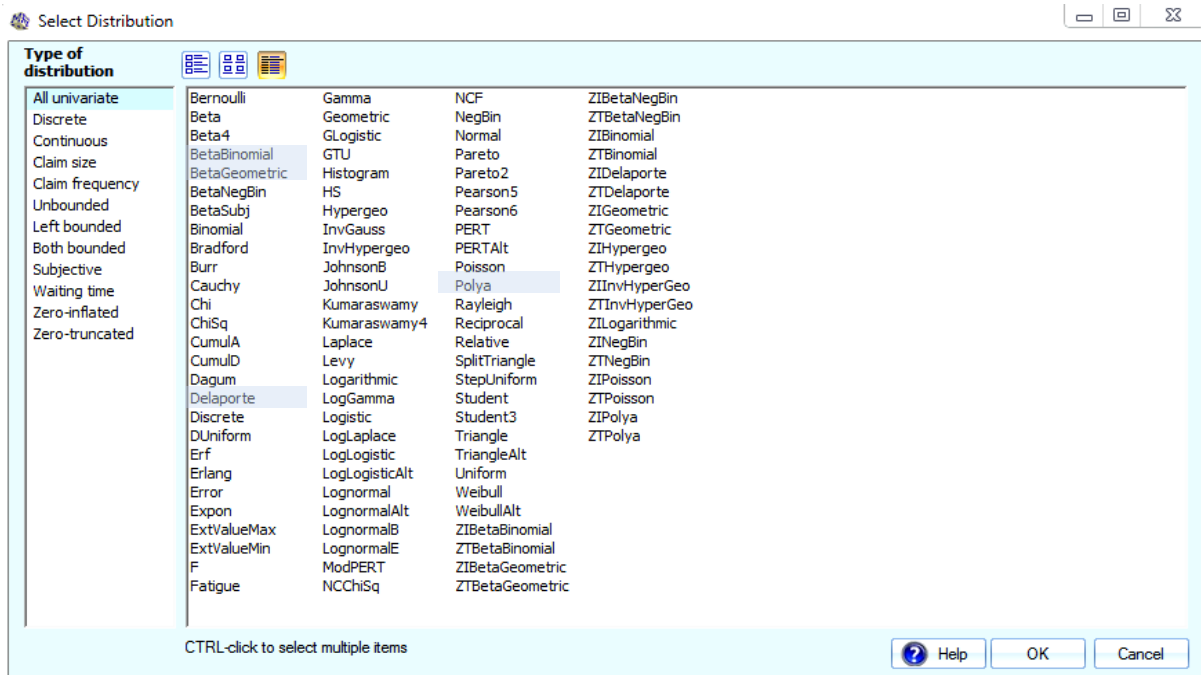 Select Distribution
Type of
distribution
All univariate
Discrete
Continuous
Claim size
Claim frequency
Unbounded
Left bounded
Both bounded
Subjective
Waiting time
Zero-inflated
Zero-truncated
Bernoulli
Beta
Beta4
BetaBinomial
BetaGeometric
BetaNegBin
BetaSubj
Binomial
Bradford
Burr
Cauchy
Chi
ChiSq
CumulA
CumulD
Dagum
Delaporte
Discrete
DUniform
Erf
Erlang
Error
Expon
ExtValueMax
ExtValueMin
F
Fatigue
Gamma
Geometric
GLogistic
GTU
Histogram
HS
Hypergeo
InvGauss
InvHypergeo
JohnsonB
JohnsonU
Kumaraswamy
Kumaraswamy4
Laplace
Levy
Logarithmic
LogGamma
Logistic
LogLaplace
LogLogistic
LogLogisticAlt
Lognormal
LognormalAlt
LognormalB
LognormalE
ModPERT
NCChiSq
NCF
NegBin
Normal
Pareto
Pareto2
Pearson5
Pearson6
PERT
PERTAlt
Poisson
Polya
Rayleigh
Reciprocal
Relative
SplitTriangle
StepUniform
Student
Student3
Triangle
TriangleAlt
Uniform
Weibull
WeibullAlt
ZIBetaBinomial
ZTBetaBinomial
ZIBetaGeometric
ZTBetaGeometric
ZIBetaNegBin
ZTBetaNegBin
ZIBinomial
ZTBinomial
ZIDelaporte
ZTDelaporte
ZIGeometric
ZTGeometric
ZIHypergeo
ZTHypergeo
ZIInvHyperGeo
ZTInvHyperGeo
ZILogarithmic
ZINegBin
ZTNegBin
ZIPoisson
ZTPoisson
ZIPolya
ZTPolya
CTRL-click to select multiple items
Help
OK
Cancel